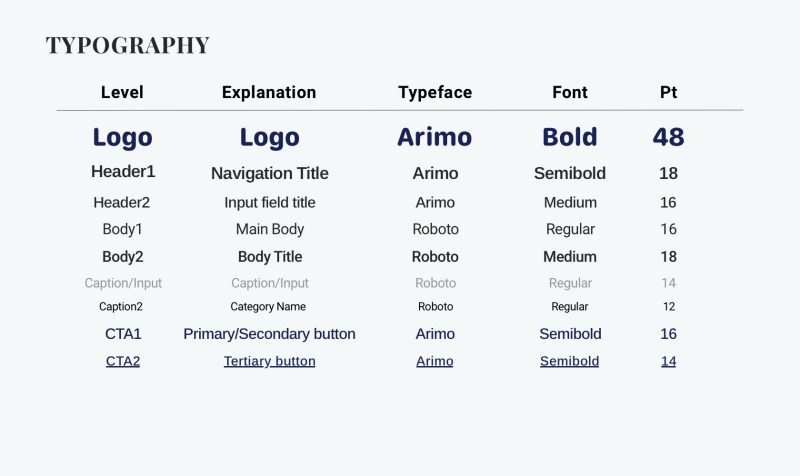 TYPOGRAPHY
Level Explanation Typeface Font Pt
Logo Logo Arimo Bold 48
Header1 Navigation Title Arimo Semibold 18
Header2 Input field title Arimo Medium 16
Body1 Main Body Roboto Regular 16
Body2 Body Title Roboto Medium 18
Caption/Input Caption/Input Roboto Regular 14
Caption2 Category Name Roboto Regular 12
CTA1 Primary/Secondary button Arimo Semibold 16
CTA2 Tertiary button Arimo Semibold 14